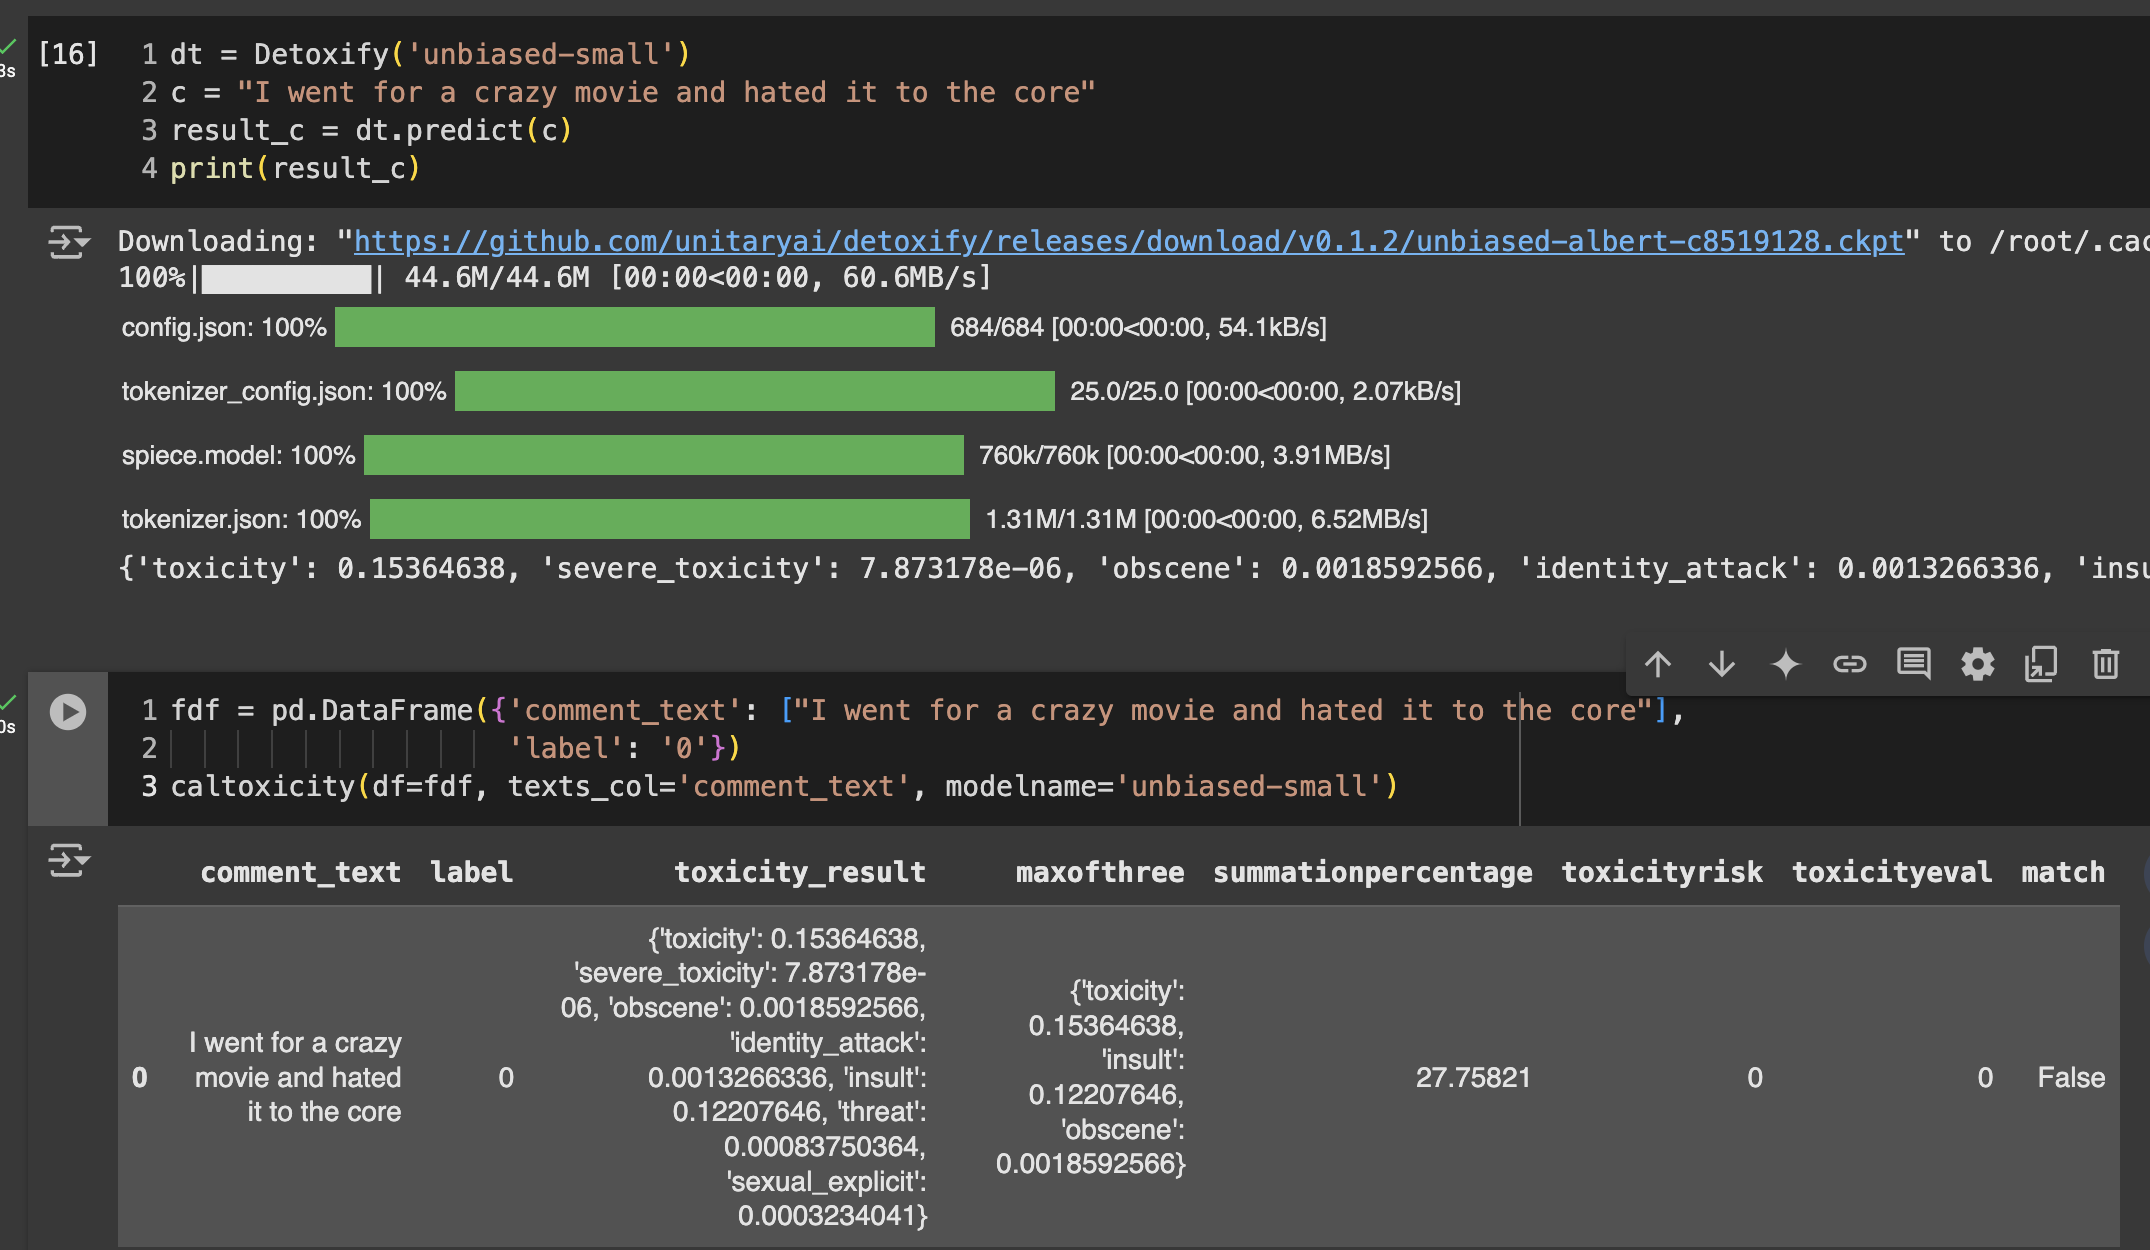 [16]
3s
1 dt = Detoxify('unbiased-small')
2 c = "I went for a crazy movie and hated it to the core"
3 result_c = dt.predict(c)
4 print(result_c)
Downloading: "https://github.com/unitaryai/detoxify/releases/download/v0.1.2/unbiased-albert-c8519128.ckpt" to /root/.cac
100%| | 44.6M/44.6M [00:00<00:00, 60.6MB/s]
config.json: 100% 684/684 [00:00<00:00, 54.1kB/s]
tokenizer_config.json: 100% 25.0/25.0 [00:00<00:00, 2.07kB/s]
spiece.model: 100% 760k/760k [00:00<00:00, 3.91MB/s]
tokenizer.json: 100% 1.31M/1.31M [00:00<00:00, 6.52MB/s]
{'toxicity': 0.15364638, 'severe_toxicity': 7.873178e-06, 'obscene': 0.0018592566, 'identity_attack': 0.0013266336, 'insu
0s
1 fdf = pd.DataFrame({'comment_text': ["I went for a crazy movie and hated it to the core"],
2 'label': '0'})
3 caltoxicity(df=fdf, texts_col='comment_text', modelname='unbiased-small')
comment_text label toxicity_result maxofthree summationpercentage toxicityrisk toxicityeval match
0
I went for a crazy
movie and hated
it to the core
0
{'toxicity': 0.15364638,
'severe_toxicity': 7.873178e-
06, 'obscene': 0.0018592566,
'identity_attack':
0.0013266336, 'insult':
0.12207646, 'threat':
0.00083750364,
'sexual_explicit':
0.0003234041}
{'toxicity':
0.15364638,
'insult':
0.12207646,
'obscene':
0.0018592566}
27.75821
0
0
False